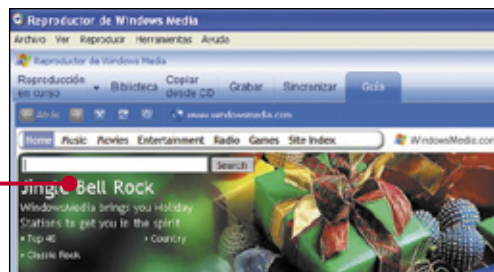 Reproductor de Windows Media
Archivo Ver Reproducir Herramientas Ayuda
Reproductor de Windows Media
Reproducción en curso Biblioteca Copiar desde CD Grabar Sincronizar Guía
Atrás www.windowsmedia.com
Home Music Movies Entertainment Radio Games Site Index WindowsMedia.com
Search
Jingle Bell Rock
WindowsMedia brings you Holiday
Stations to get you in the spirit
Top 40 Country
Classic Rock